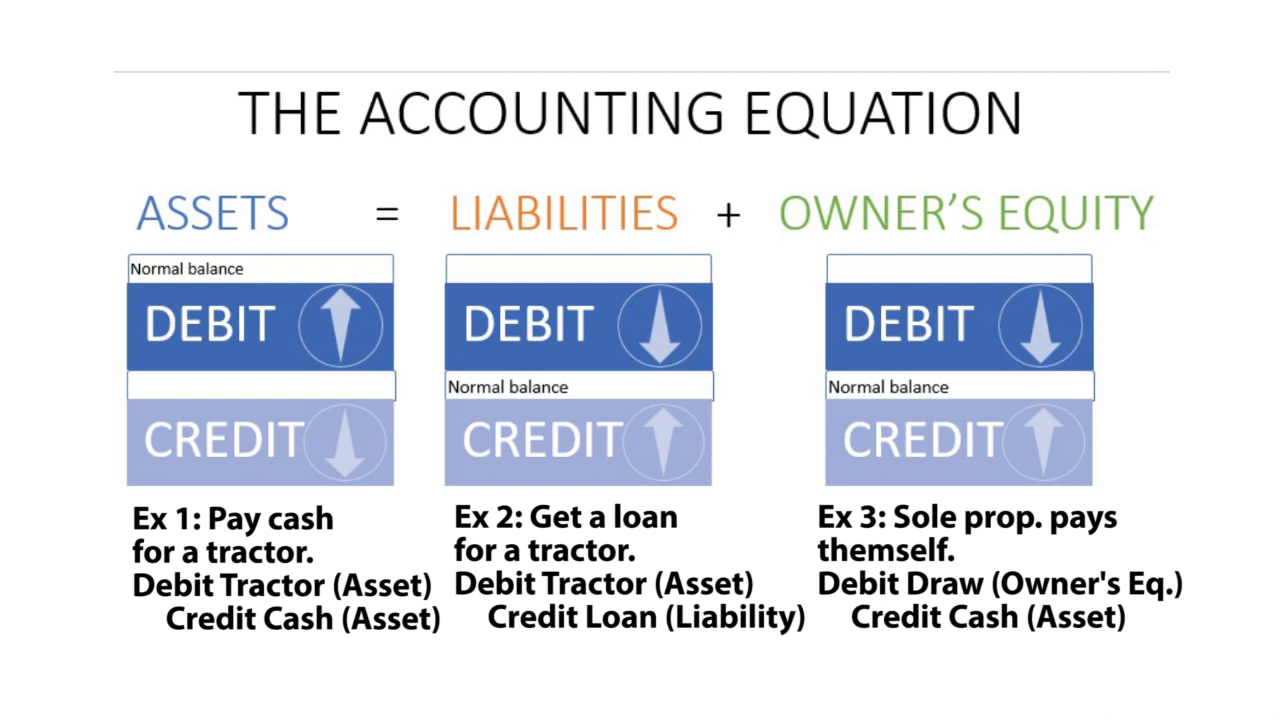 THE ACCOUNTING EQUATION
ASSETS = LIABILITIES + OWNER’S EQUITY
Normal balance
DEBIT
CREDIT
DEBIT
Normal balance
CREDIT
DEBIT
Normal balance
CREDIT
Ex 1: Pay cash
for a tractor.
Debit Tractor (Asset)
Credit Cash (Asset)
Ex 2: Get a loan
for a tractor.
Debit Tractor (Asset)
Credit Loan (Liability)
Ex 3: Sole prop. pays
themself.
Debit Draw (Owner's Eq.)
Credit Cash (Asset)